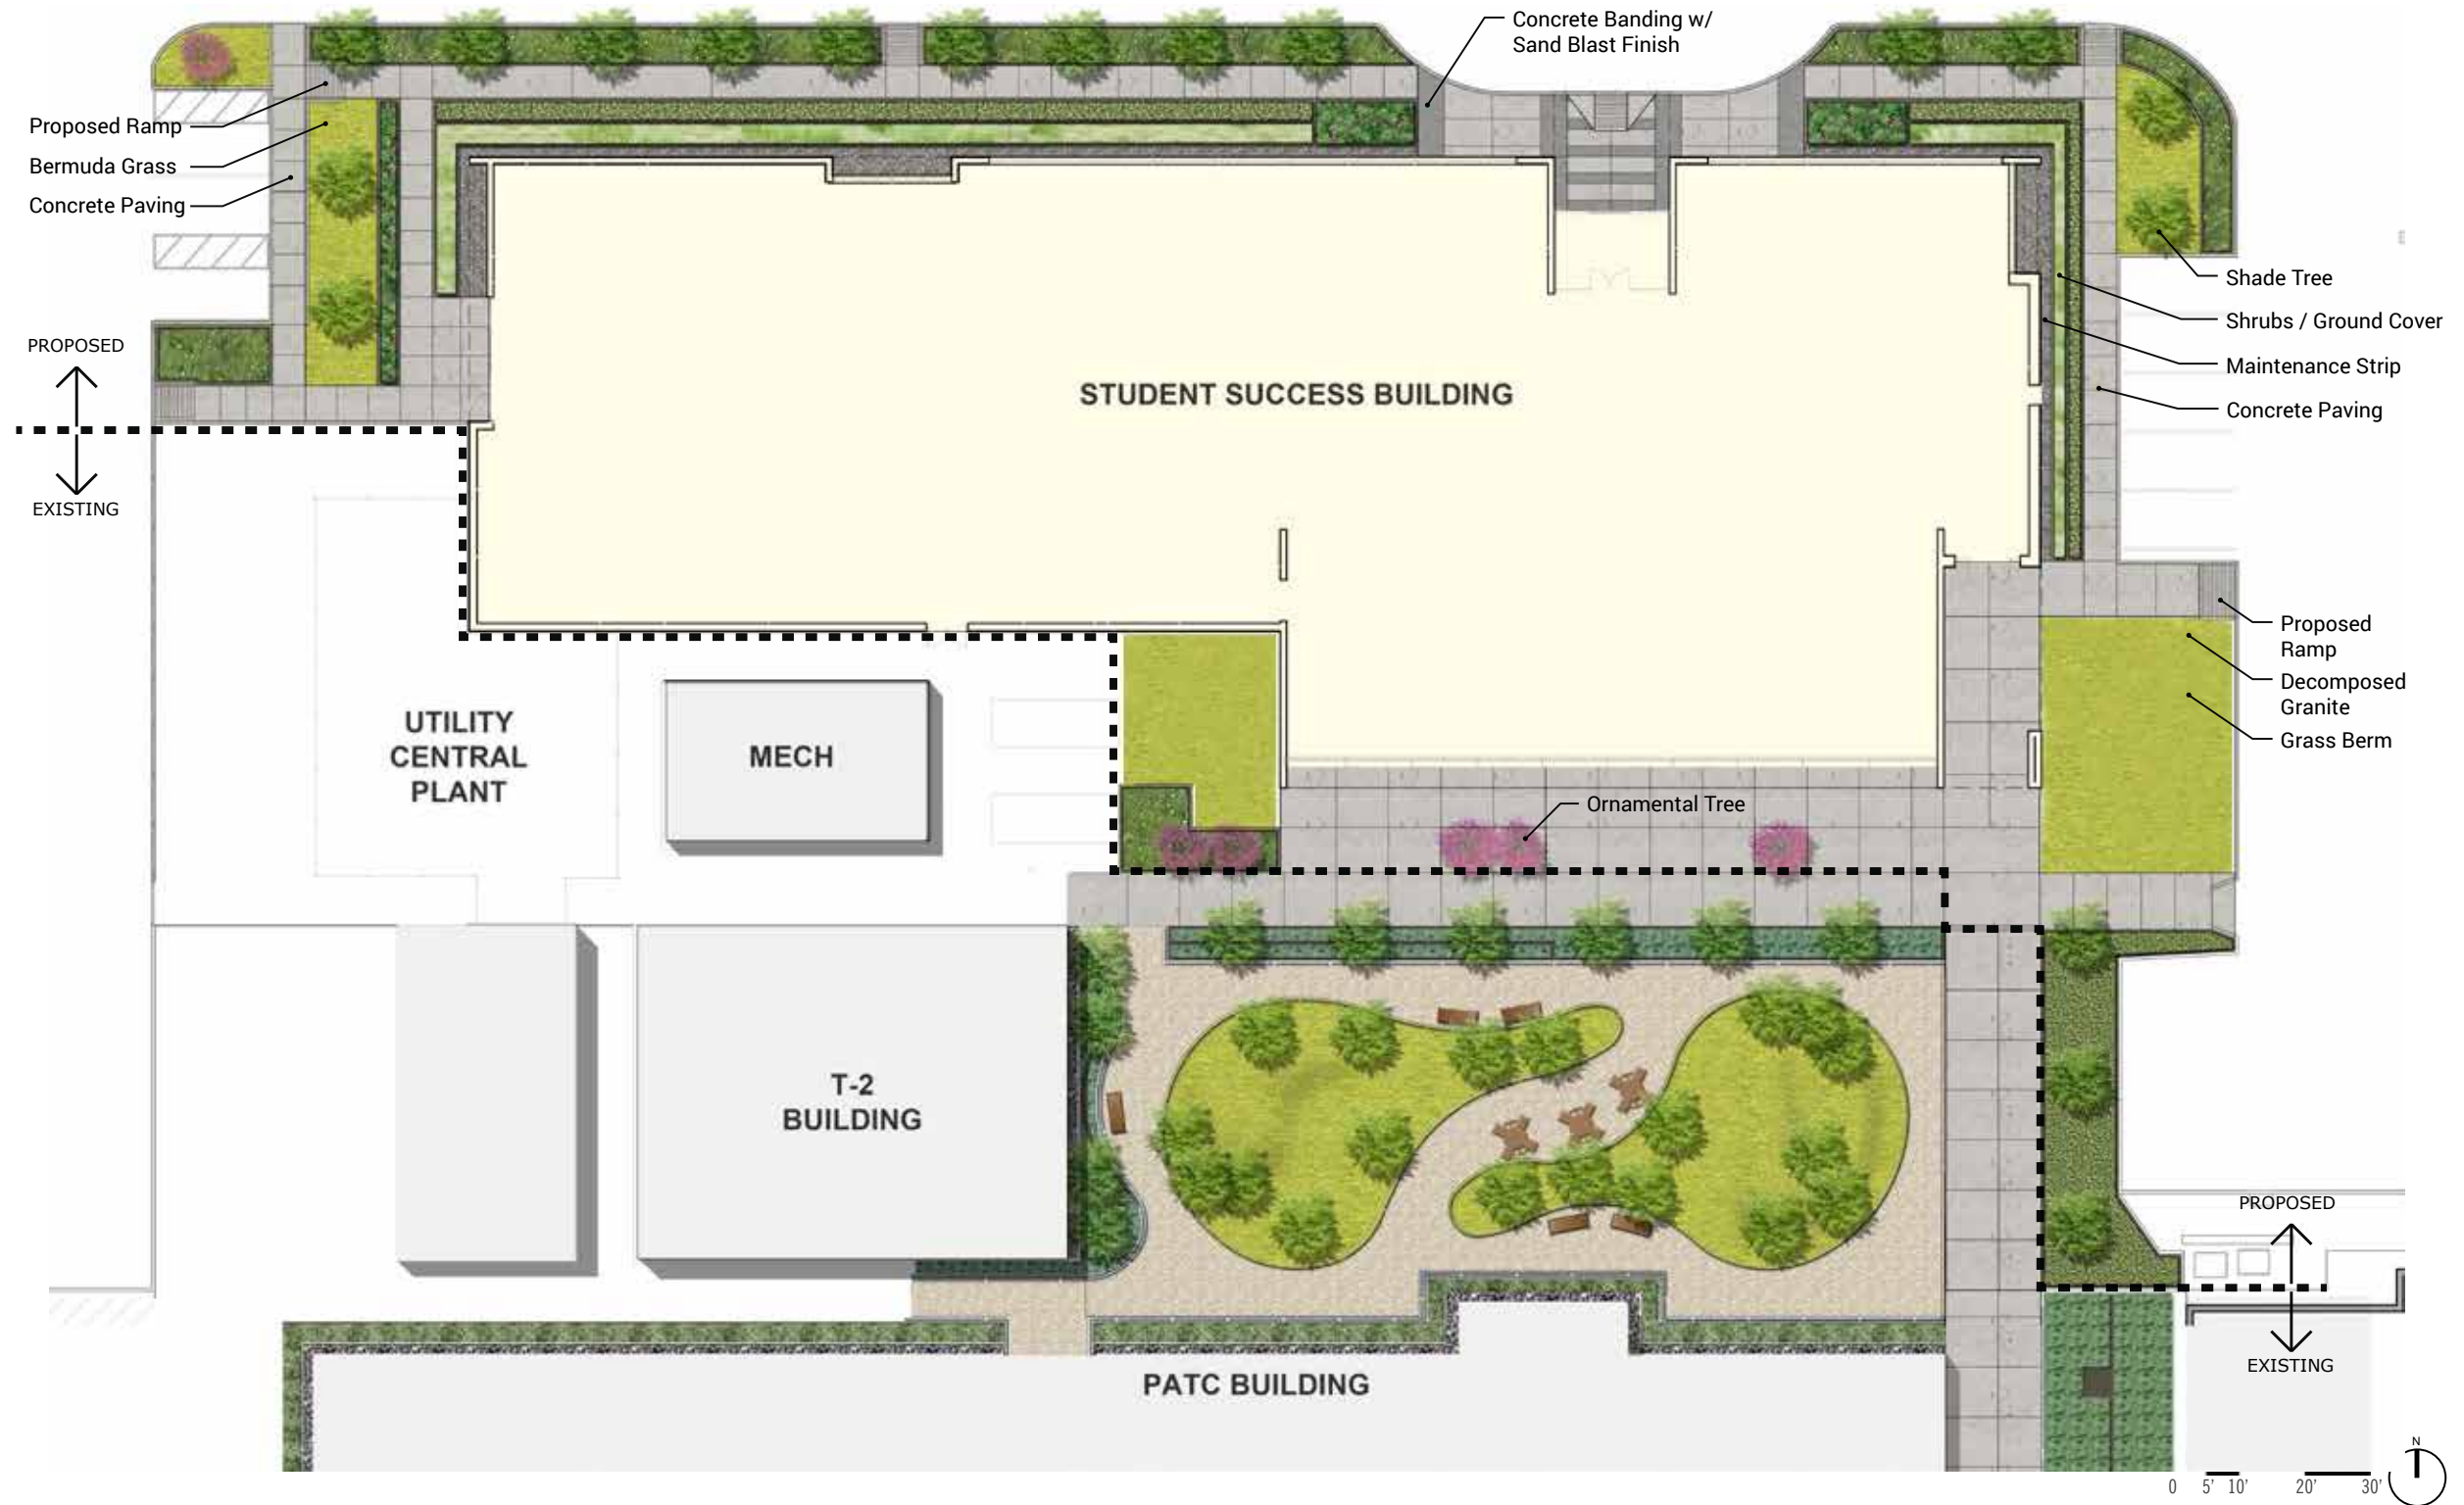 Concrete Banding w/
Sand Blast Finish
Proposed Ramp
Bermuda Grass
Concrete Paving
PROPOSED
EXISTING
STUDENT SUCCESS BUILDING
Shade Tree
Shrubs / Ground Cover
Maintenance Strip
Concrete Paving
Proposed
Ramp
Decomposed
Granite
Grass Berm
UTILITY
CENTRAL
PLANT
MECH
Ornamental Tree
T-2
BUILDING
PROPOSED
EXISTING
PATC BUILDING
N
0 5' 10' 20' 30'